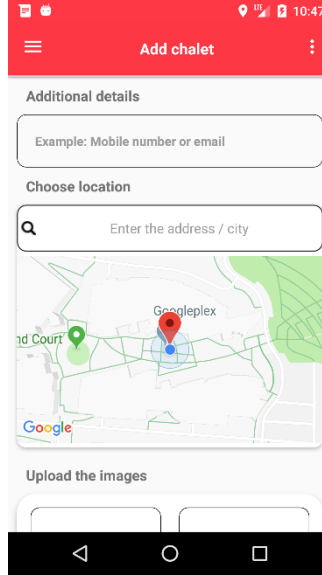 LTE 10:47
Add chalet
Additional details
Example: Mobile number or email
Choose location
Enter the address / city
Googleplex
nd Court
Google
Upload the images